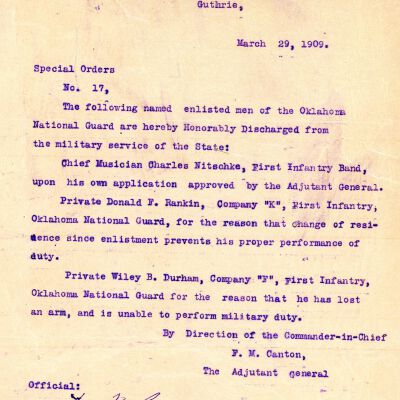 Guthrie,
March 29, 1909.
Special Orders
No. 17,
The following named enlisted men of the Oklahoma
National Guard are hereby Honorably Discharged from
the military service of the State:
Chief Musician Charles Nitschke, First Infantry Band,
upon his own application approved by the Adjutant General.
Private Donald F. Rankin, Company "K", First Infantry,
Oklahoma National Guard, for the reason that change of resi-
dence since enlistment prevents his proper performance of
duty.
Private Wiley B. Durham, Company "F", First Infantry,
Oklahoma National Guard for the reason that he has lost
an arm, and is unable to perform military duty.
By Direction of the Commander-in-Chief
F. M. Canton,
The Adjutant general
Official: